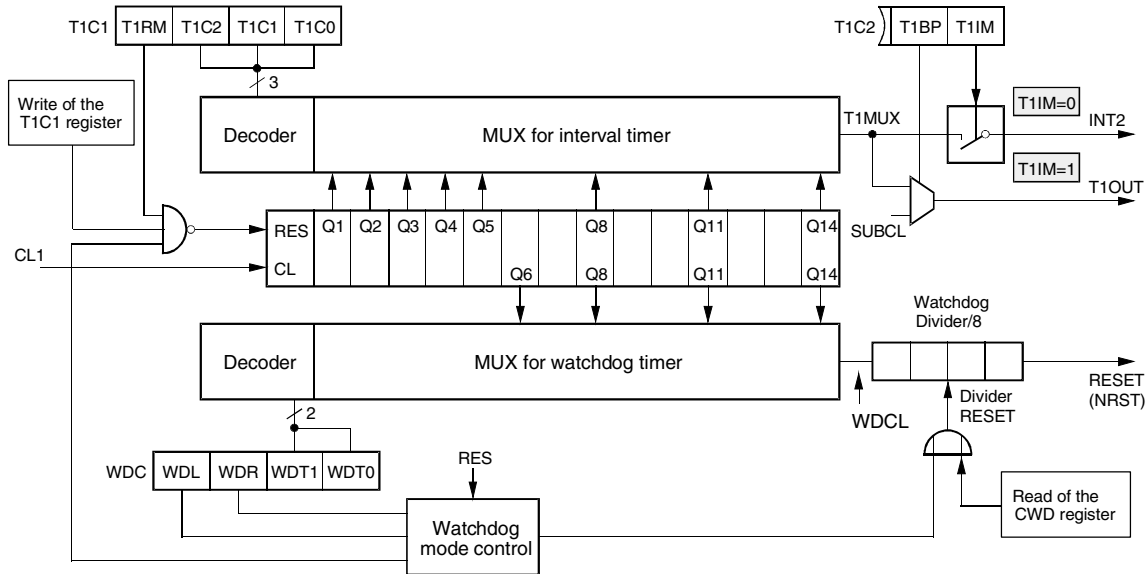 T1C1 T1RM T1C2 T1C1 T1C0
T1C2 T1BP T1IM
3
Write of the
T1C1 register
Decoder
MUX for interval timer
T1MUX
T1IM=0
INT2
T1IM=1
T1OUT
SUBCL
RES Q1 Q2 Q3 Q4 Q5 Q8 Q11 Q14
CL1
CL Q6 Q8 Q11 Q14
Decoder
MUX for watchdog timer
Watchdog
Divider/8
RESET
(NRST)
WDCL
Divider
RESET
2
WDC WDL WDR WDT1 WDT0
RES
Watchdog
mode control
Read of the
CWD register